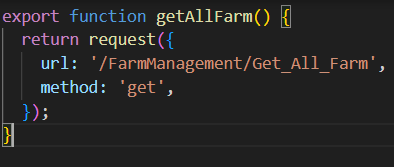 export function getAllFarm() {
  return request({
    url: '/FarmManagement/Get_All_Farm',
    method: 'get',
  });
}